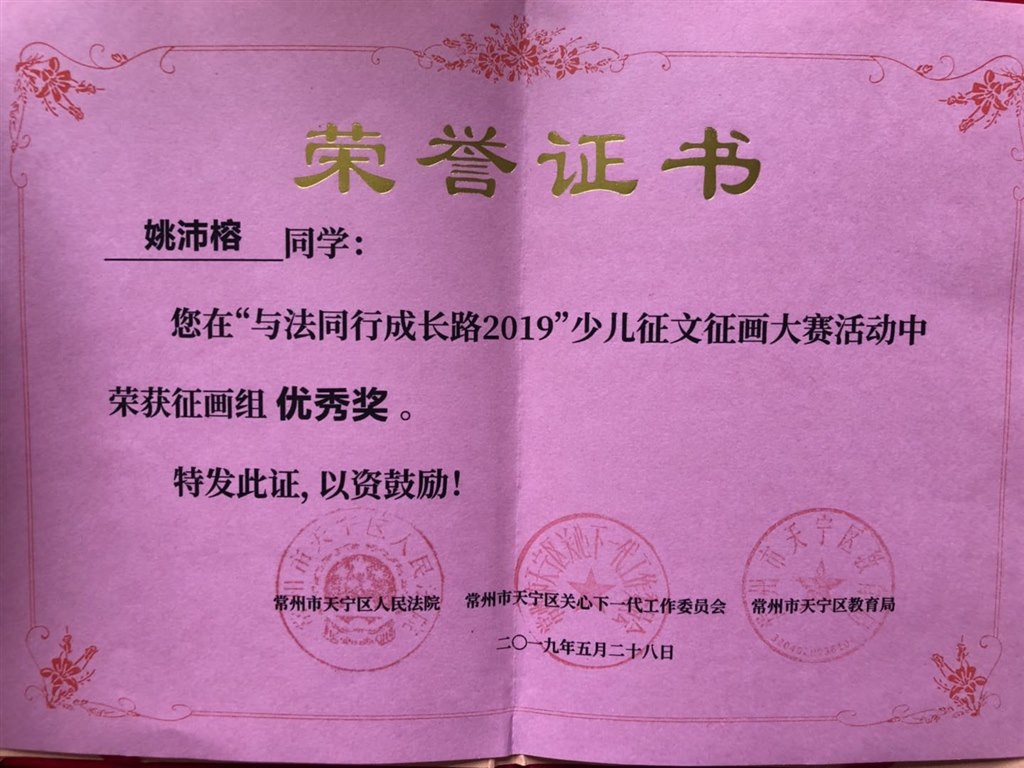 荣誉证书
姚沛榕 同学：
您在“与法同行成长路2019”少儿征文征画大赛活动中
荣获征画组 优秀奖 。
特发此证, 以资鼓励!
常州市天宁区人民法院 常州市天宁区关心下一代工作委员会 常州市天宁区教育局
二〇一九年五月二十八日